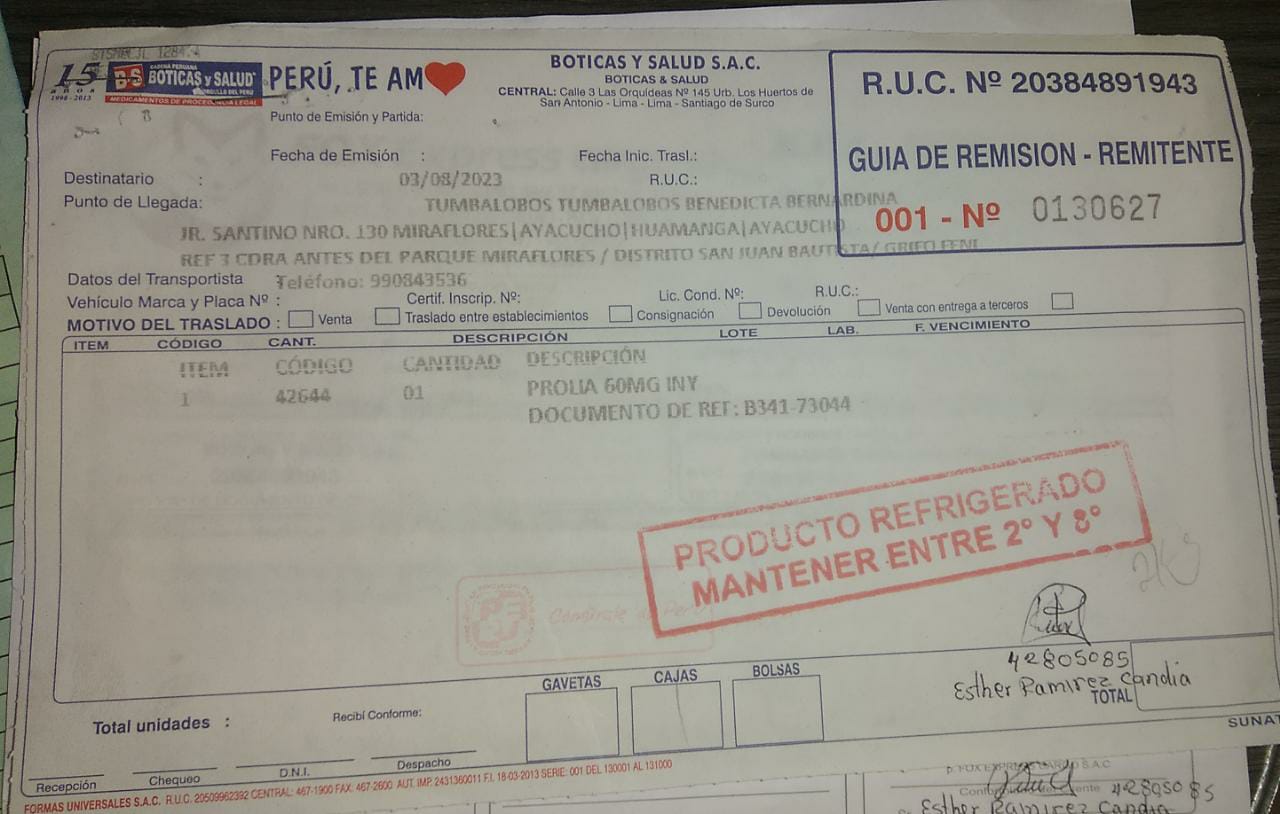 SISMED 1284.4
15 años 1998-2013
BS CADENA PERUANA BOTICAS y SALUD ORGULLO DEL PERÚ
MEDICAMENTOS DE PROCEDENCIA LEGAL
PERÚ, TE AM
BOTICAS Y SALUD S.A.C.
BOTICAS & SALUD
CENTRAL: Calle 3 Las Orquídeas Nº 145 Urb. Los Huertos de
San Antonio - Lima - Lima - Santiago de Surco
R.U.C. Nº 20384891943
GUIA DE REMISION - REMITENTE
001 - Nº 0130627
Punto de Emisión y Partida:
Fecha de Emisión : 03/08/2023 Fecha Inic. Trasl.:
Destinatario : R.U.C.:
Punto de Llegada: TUMBALOBOS TUMBALOBOS BENEDICTA BERNARDINA
JR. SANTINO NRO. 130 MIRAFLORES|AYACUCHO|HUAMANGA|AYACUCHO
REF 3 CDRA ANTES DEL PARQUE MIRAFLORES / DISTRITO SAN JUAN BAUTISTA/ GRIFO FENI
Datos del Transportista Teléfono: 990843536
Vehículo Marca y Placa Nº : Certif. Inscrip. Nº: Lic. Cond. Nº: R.U.C.:
MOTIVO DEL TRASLADO : Venta Traslado entre establecimientos Consignación Devolución Venta con entrega a terceros
ITEM CÓDIGO CANT. DESCRIPCIÓN LOTE LAB. F. VENCIMIENTO
ITEM CÓDIGO CANTIDAD DESCRIPCIÓN
1 42644 01 PROLIA 60MG INY
DOCUMENTO DE REF: B341-73044
PRODUCTO REFRIGERADO
MANTENER ENTRE 2° Y 8°
42805085
Esther Ramirez Candia
GAVETAS CAJAS BOLSAS
TOTAL
Total unidades : Recibí Conforme:
SUNAT
Recepción Chequeo D.N.I. Despacho
FORMAS UNIVERSALES S.A.C. R.U.C. 20509962392 CENTRAL: 467-1900 FAX: 467-2600 AUT. IMP. 2431360011 F.I. 18-03-2013 SERIE: 001 DEL 130001 AL 131000
42805085
Esther Ramirez Candia